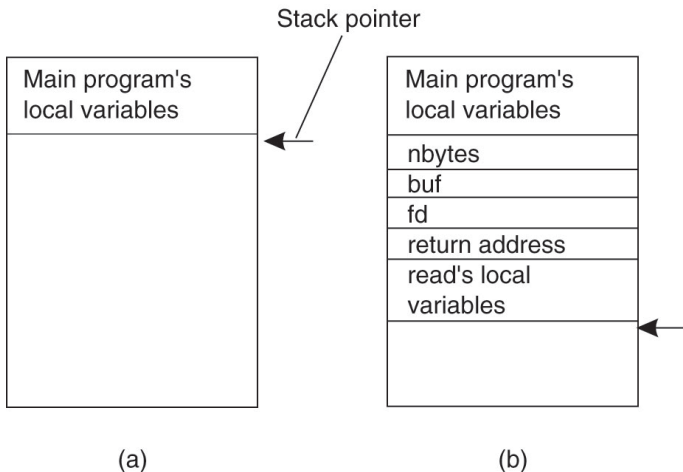 Stack pointer
Main program's
local variables
Main program's
local variables
nbytes
buf
fd
return address
read's local
variables
(a)
(b)